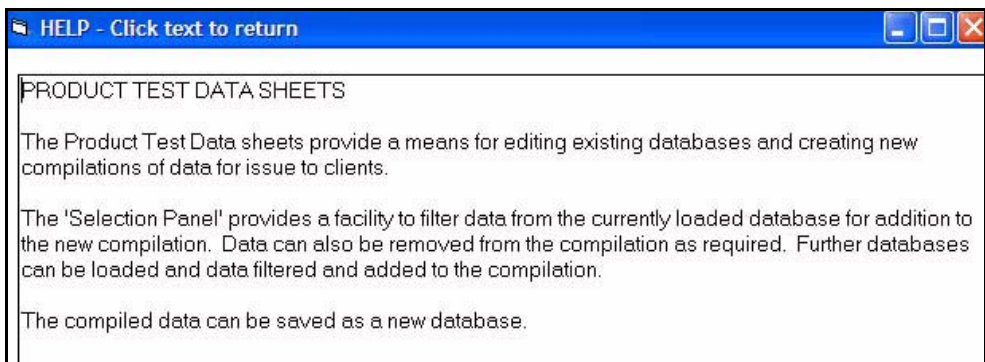 HELP - Click text to return
PRODUCT TEST DATA SHEETS
The Product Test Data sheets provide a means for editing existing databases and creating new
compilations of data for issue to clients.
The 'Selection Panel' provides a facility to filter data from the currently loaded database for addition to
the new compilation. Data can also be removed from the compilation as required. Further databases
can be loaded and data filtered and added to the compilation.
The compiled data can be saved as a new database.